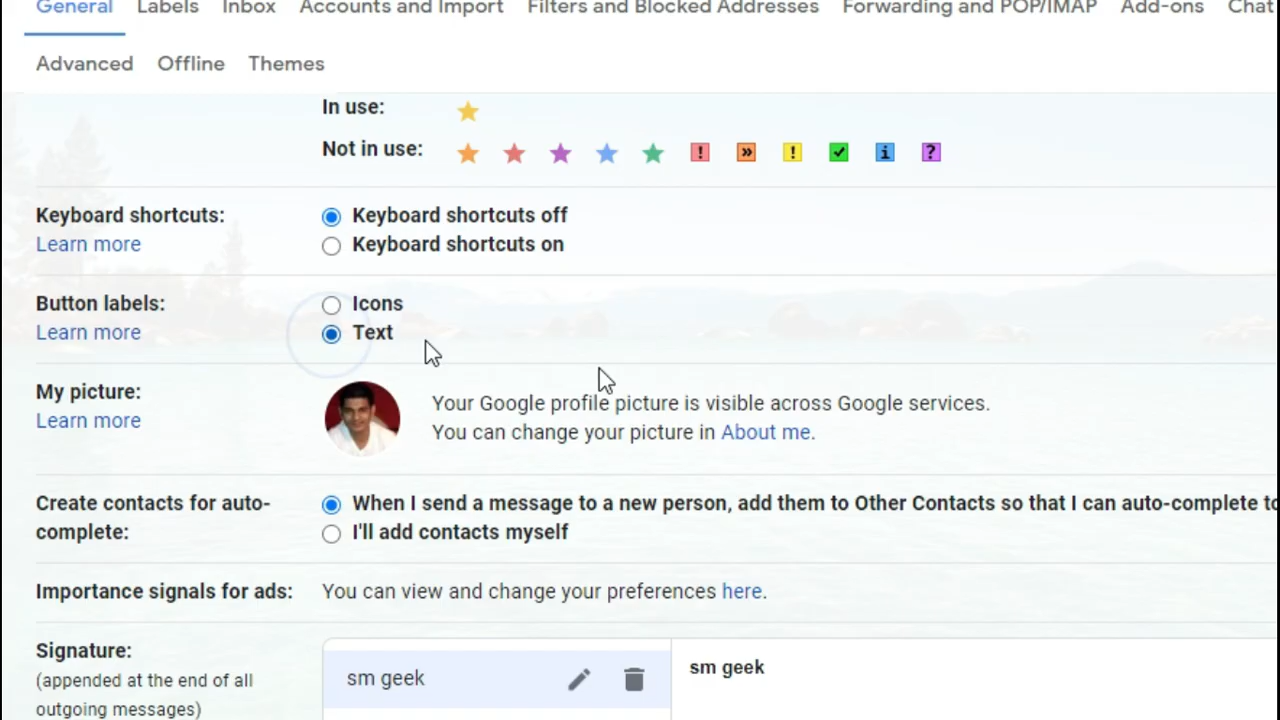 General Labels Inbox Accounts and Import Filters and Blocked Addresses Forwarding and POP/IMAP Add-ons Chat
Advanced Offline Themes
In use:
Not in use: ! » ! ✓ i ?
Keyboard shortcuts: Keyboard shortcuts off
Learn more Keyboard shortcuts on
Button labels: Icons
Learn more Text
My picture: Your Google profile picture is visible across Google services.
Learn more You can change your picture in About me.
Create contacts for auto- When I send a message to a new person, add them to Other Contacts so that I can auto-complete to
complete: I'll add contacts myself
Importance signals for ads: You can view and change your preferences here.
Signature: sm geek sm geek
(appended at the end of all
outgoing messages)